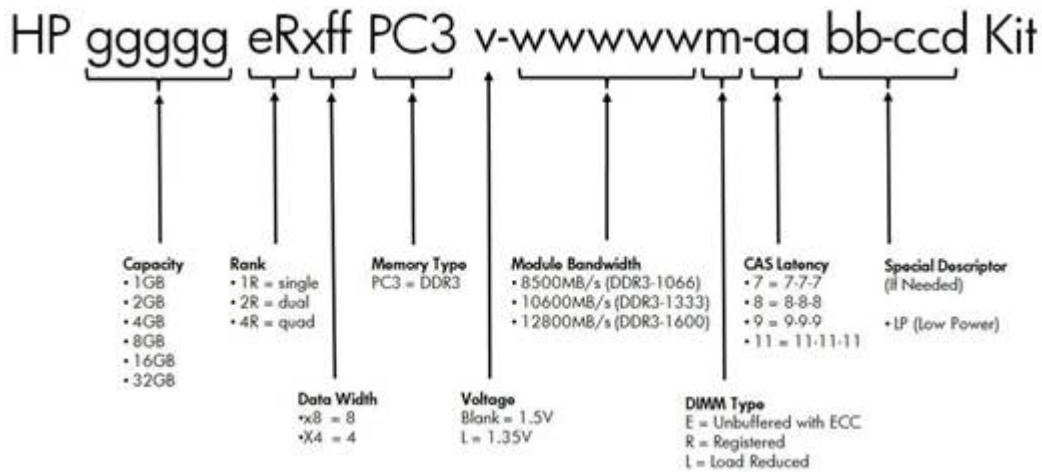 HP ggggg eRxff PC3 v-wwwwwm-aa bb-ccd Kit
Capacity
• 1GB
• 2GB
• 4GB
• 8GB
• 16GB
• 32GB
Rank
• 1R = single
• 2R = dual
• 4R = quad
Memory Type
PC3 = DDR3
Module Bandwidth
• 8500MB/s (DDR3-1066)
• 10600MB/s (DDR3-1333)
• 12800MB/s (DDR3-1600)
CAS Latency
• 7 = 7-7-7
• 8 = 8-8-8
• 9 = 9-9-9
• 11 = 11-11-11
Special Descriptor
(If Needed)
• LP (Low Power)
Data Width
•x8 = 8
•X4 = 4
Voltage
Blank = 1.5V
L = 1.35V
DIMM Type
E = Unbuffered with ECC
R = Registered
L = Load Reduced